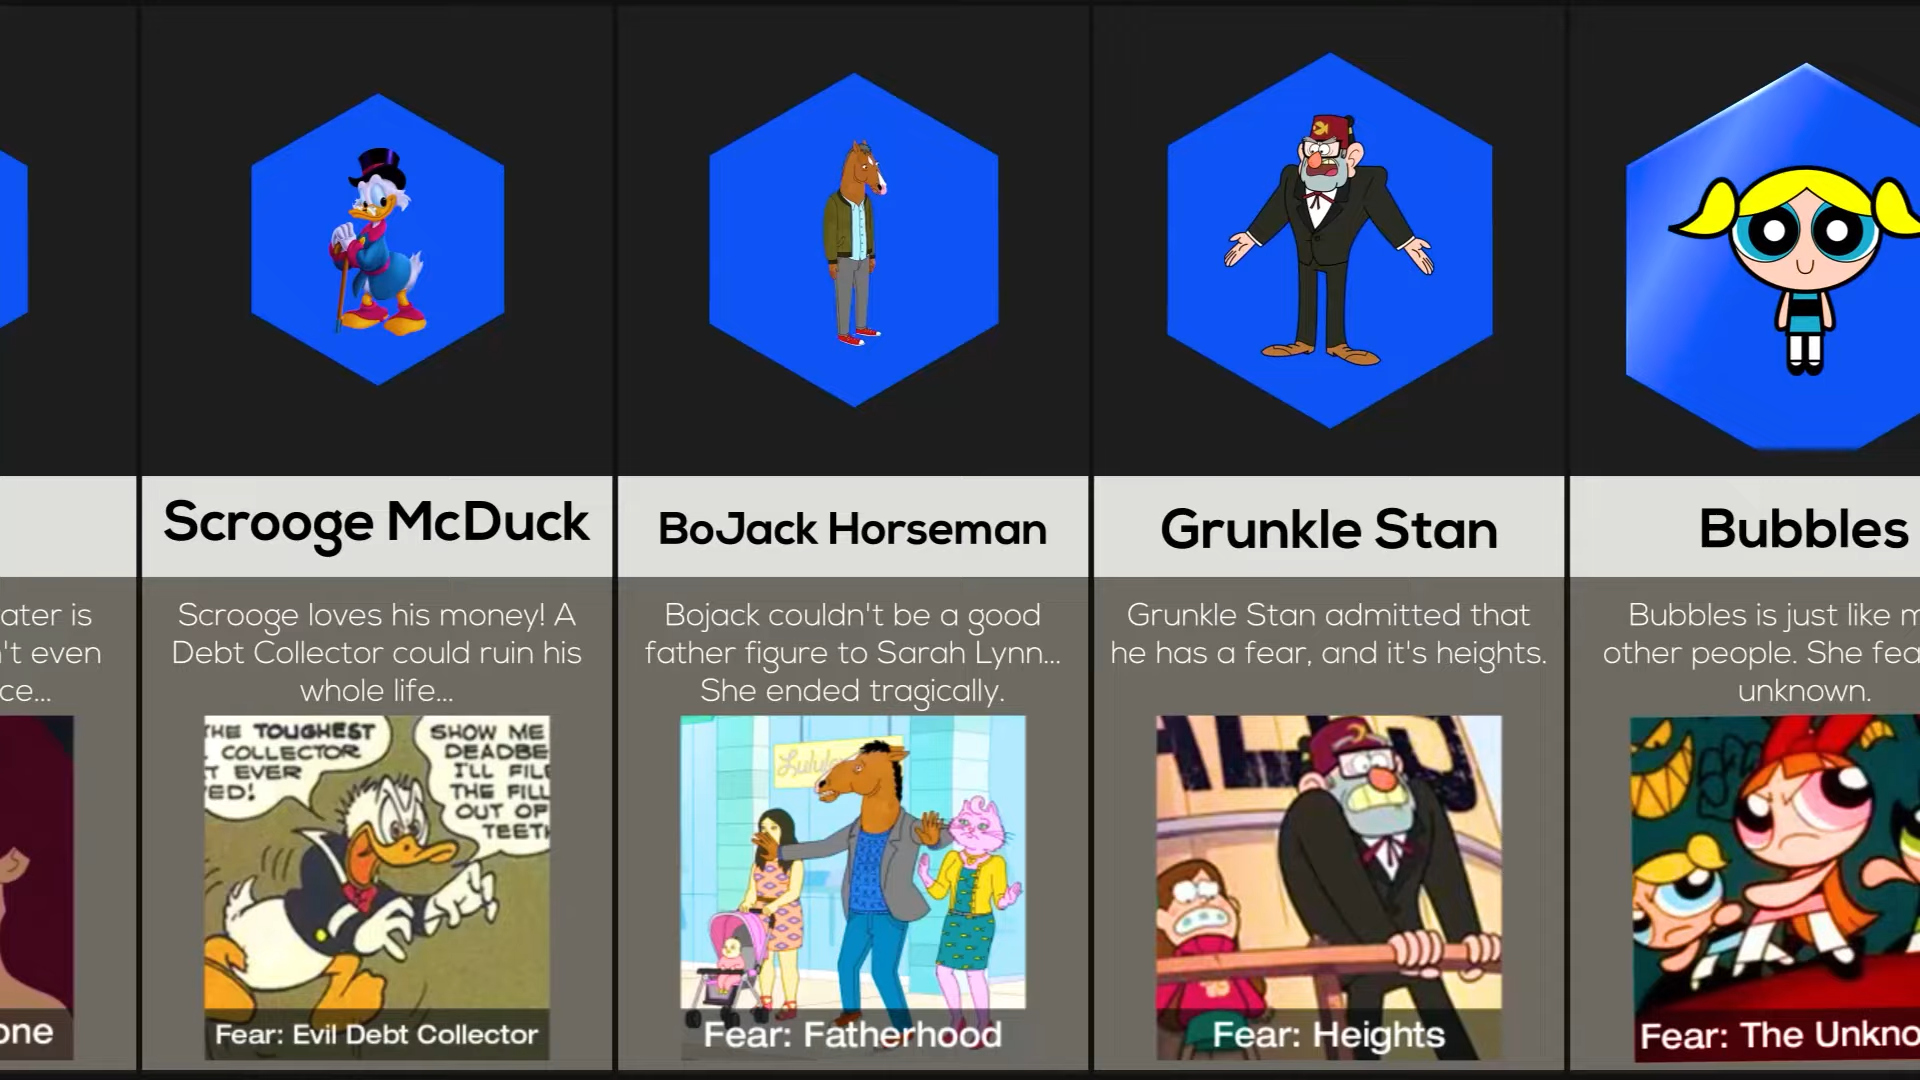 ater is
't even
ce...
one
Scrooge McDuck
Scrooge loves his money! A
Debt Collector could ruin his
whole life...
THE TOUGHEST
COLLECTOR
EVER
SHOW ME
DEADBE
I'LL FILL
THE FILL
OUT OF
TEETH
Fear: Evil Debt Collector
BoJack Horseman
Bojack couldn't be a good
father figure to Sarah Lynn...
She ended tragically.
Fear: Fatherhood
Grunkle Stan
Grunkle Stan admitted that
he has a fear, and it's heights.
Fear: Heights
Bubbles
Bubbles is just like m
other people. She fea
unknown.
Fear: The Unkno